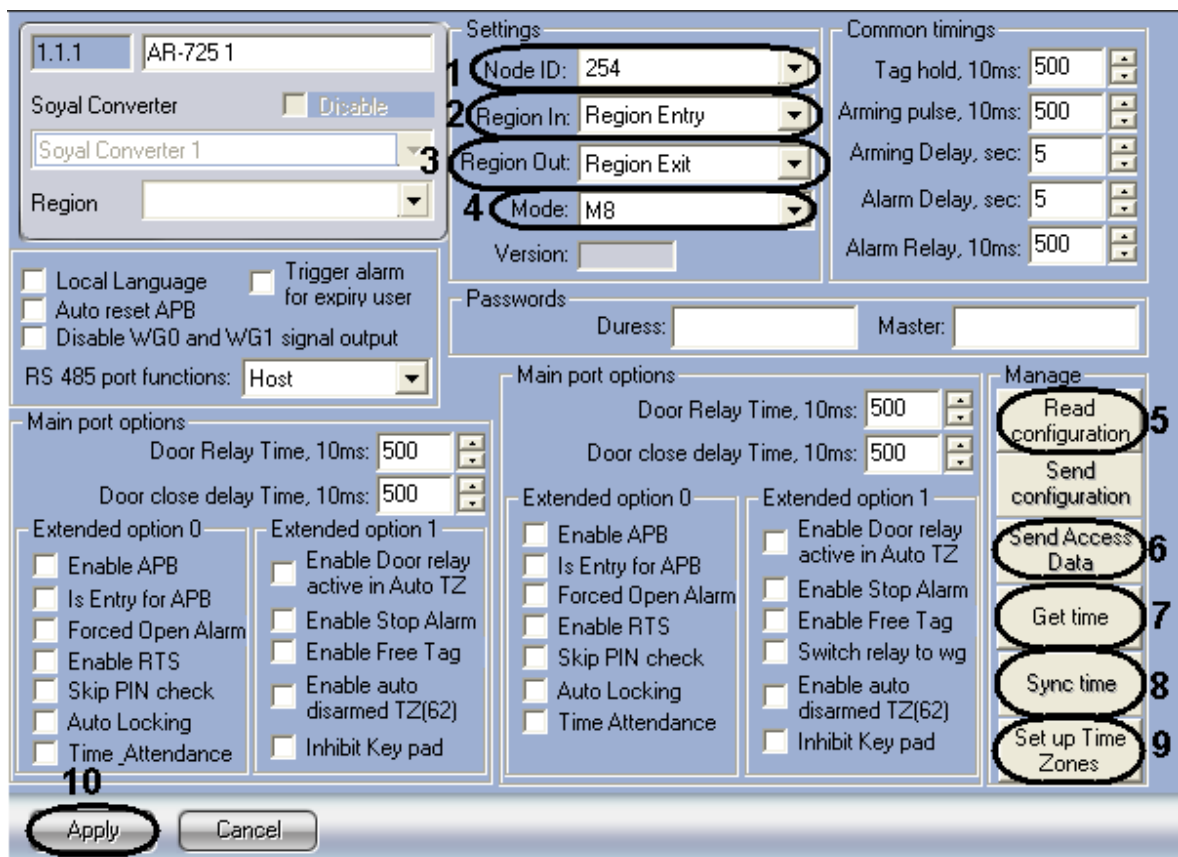 1.1.1 AR-725 1
Soyal Converter Disable
Soyal Converter 1
Region
Settings
1 Node ID: 254
2 Region In: Region Entry
3 Region Out: Region Exit
4 Mode: M8
Version:
Common timings
Tag hold, 10ms: 500
Arming pulse, 10ms: 500
Arming Delay, sec: 5
Alarm Delay, sec: 5
Alarm Relay, 10ms: 500
Local Language
Trigger alarm
for expiry user
Auto reset APB
Disable WG0 and WG1 signal output
RS 485 port functions: Host
Passwords
Duress: Master:
Main port options
Door Relay Time, 10ms: 500
Door close delay Time, 10ms: 500
Extended option 0
Enable APB
Is Entry for APB
Forced Open Alarm
Enable RTS
Skip PIN check
Auto Locking
Time_Attendance
Extended option 1
Enable Door relay
active in Auto TZ
Enable Stop Alarm
Enable Free Tag
Enable auto
disarmed TZ(62)
Inhibit Key pad
Main port options
Door Relay Time, 10ms: 500
Door close delay Time, 10ms: 500
Extended option 0
Enable APB
Is Entry for APB
Forced Open Alarm
Enable RTS
Skip PIN check
Auto Locking
Time Attendance
Extended option 1
Enable Door relay
active in Auto TZ
Enable Stop Alarm
Enable Free Tag
Switch relay to wg
Enable auto
disarmed TZ(62)
Inhibit Key pad
Manage
Read
configuration 5
Send
configuration
Send Access
Data 6
Get time 7
Sync time 8
Set up Time
Zones 9
10
Apply Cancel